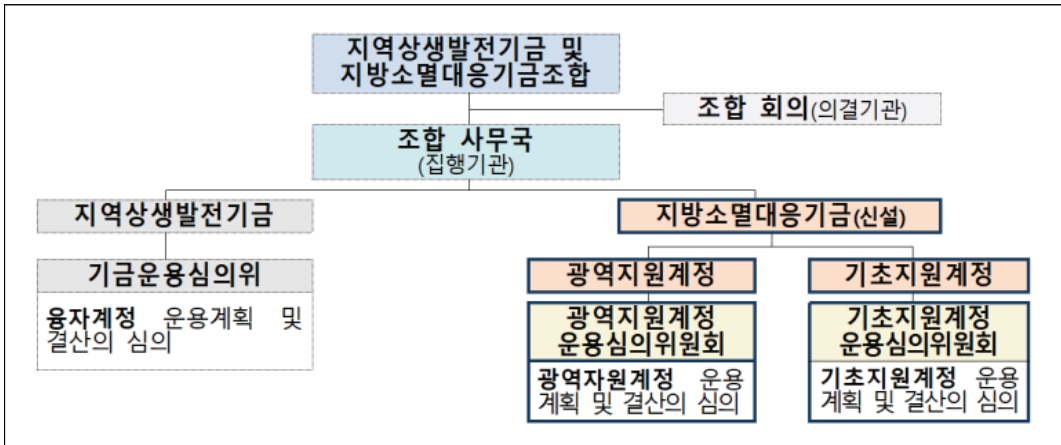 지역상생발전기금 및
지방소멸대응기금조합
조합 회의(의결기관)
조합 사무국
(집행기관)
지역상생발전기금
지방소멸대응기금(신설)
기금운용심의위
융자계정 운용계획 및
결산의 심의
광역지원계정
기초지원계정
광역지원계정
운용심의위원회
광역자원계정 운용
계획 및 결산의 심의
기초지원계정
운용심의위원회
기초지원계정 운용
계획 및 결산의 심의